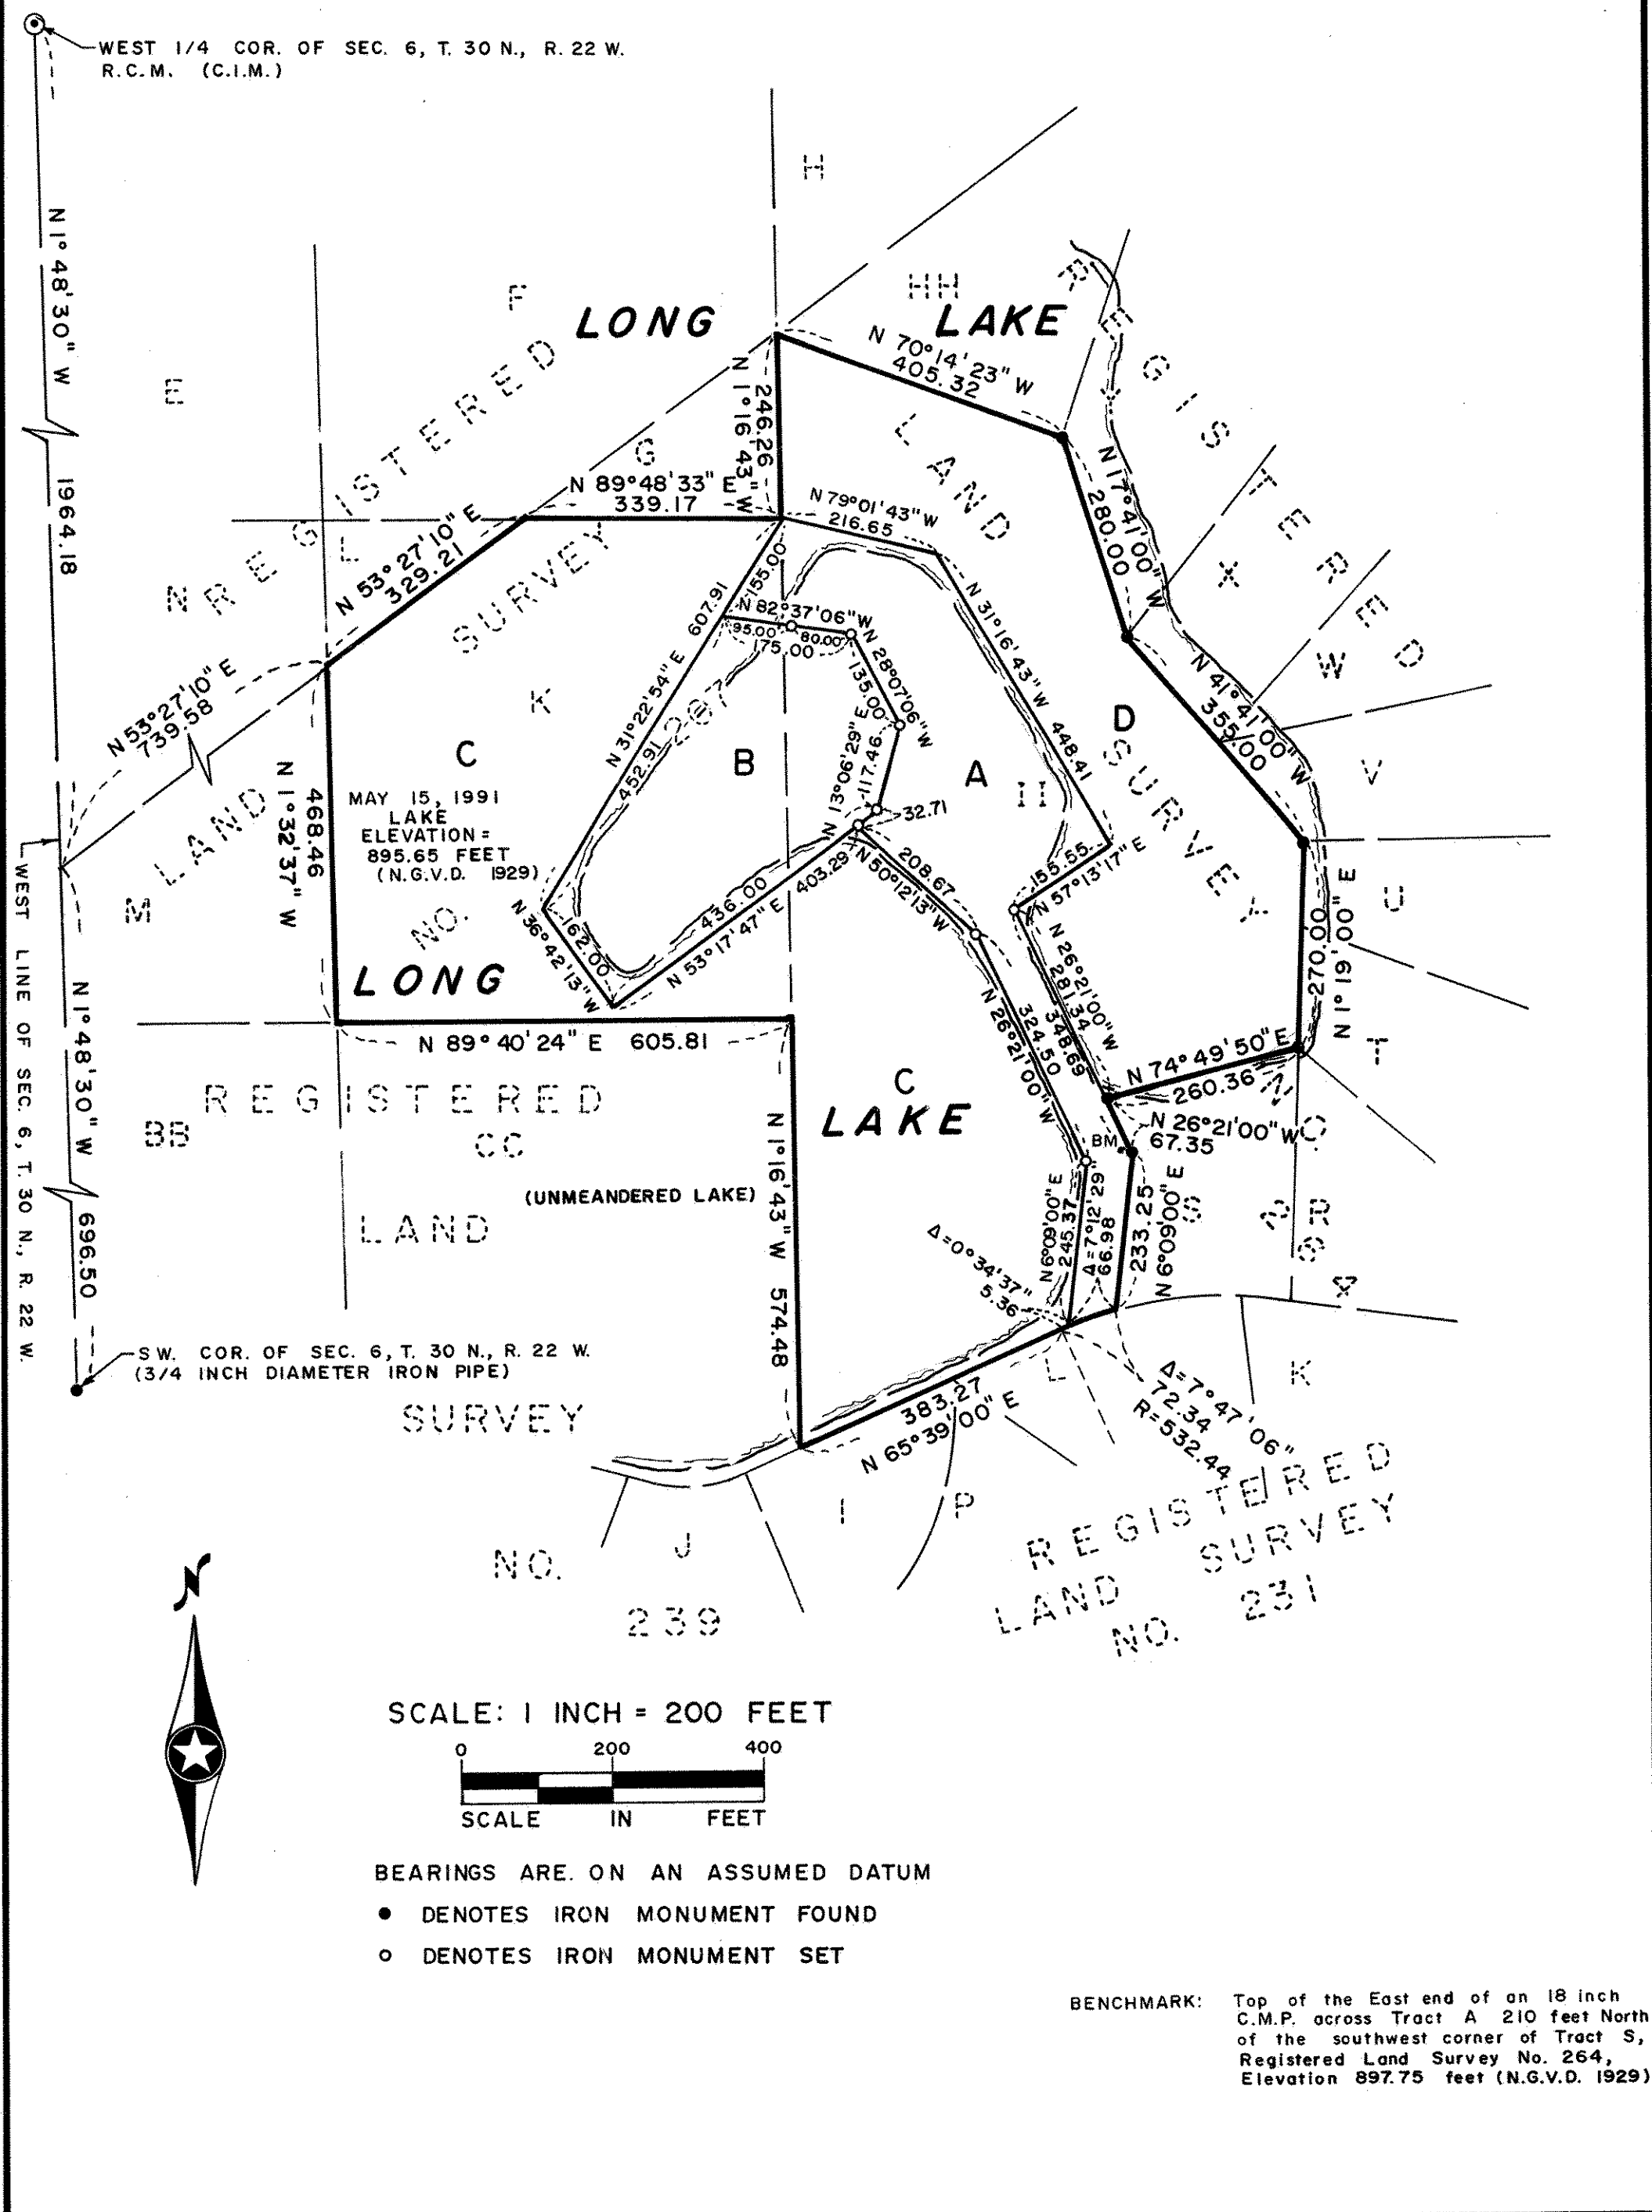 WEST 1/4 COR. OF SEC. 6, T. 30 N., R. 22 W.
R.C.M. (C.I.M.)
N 1° 48' 30" W
1964.18
WEST LINE OF SEC. 6, T. 30 N., R. 22 W.
N 1° 48' 30" W
696.50
SW. COR. OF SEC. 6, T. 30 N., R. 22 W.
(3/4 INCH DIAMETER IRON PIPE)
H
F
HH
E
G
L
N
LONG LAKE
REGISTERED
LAND
SURVEY
NO.
267
N 70° 14' 23" W
405.32
246.26
N 1° 16' 43" W
N 89° 48' 33" E
339.17
N 53° 27' 10" E
329.21
N 53° 27' 10" E
739.58
N 79° 01' 43" W
216.65
N 17° 41' 00" W
280.00
REGISTERED
LAND
SURVEY
NO.
264
Y
X
W
V
U
T
S
R
155.00
607.91
N 82° 37' 06" W
95.00
80.00
175.00
N 28° 07' 06" W
135.00
N 31° 16' 43" W
448.41
N 41° 41' 00" W
355.00
N 31° 22' 54" E
452.91
N 13° 06' 29" E
117.46
32.71
K
C
B
A
II
D
M
MAY 15, 1991
LAKE
ELEVATION =
895.65 FEET
(N.G.V.D. 1929)
468.46
N 1° 32' 37" W
N 36° 42' 13" W
162.00
436.00
403.29
N 53° 17' 47" E
208.67
N 50° 12' 13" W
155.55
N 57° 13' 17" E
270.00
N 1° 19' 00" E
N 26° 21' 00" W
281.34
348.69
324.50
N 26° 21' 00" W
N 74° 49' 50" E
260.36
N 26° 21' 00" W
67.35
BM
LONG
N 89° 40' 24" E 605.81
C
LAKE
REGISTERED
BB
CC
(UNMEANDERED LAKE)
LAND
SURVEY
NO.
239
N 1° 16' 43" W
574.48
N 6° 09' 00" E
245.37
Δ=7° 12' 29"
66.98
233.25
N 6° 09' 00" E
Δ=0° 34' 37"
5.36
383.27
N 65° 39' 00" E
Δ=7° 47' 06"
72.34
R=532.44
L
K
J
I
P
REGISTERED
LAND SURVEY
NO. 231
N
SCALE: 1 INCH = 200 FEET
0 200 400
SCALE IN FEET
BEARINGS ARE. ON AN ASSUMED DATUM
● DENOTES IRON MONUMENT FOUND
○ DENOTES IRON MONUMENT SET
BENCHMARK: Top of the East end of an 18 inch
C.M.P. across Tract A 210 feet North
of the southwest corner of Tract S,
Registered Land Survey No. 264,
Elevation 897.75 feet (N.G.V.D. 1929)